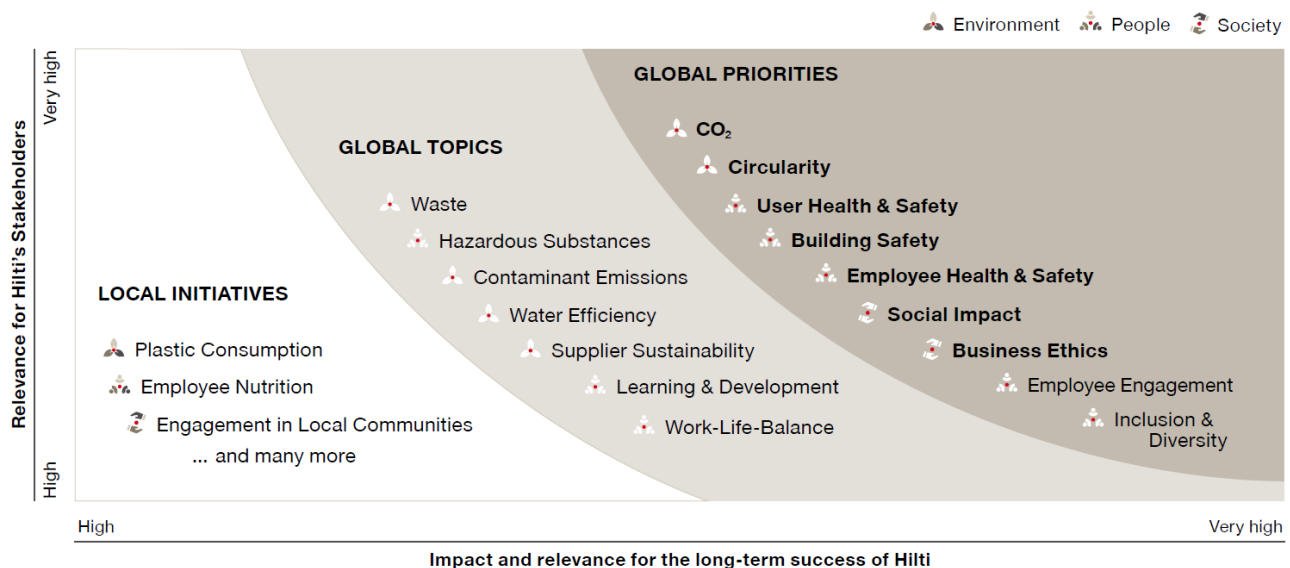 Environment People Society
Very high
Relevance for Hilti's Stakeholders
High
GLOBAL PRIORITIES
CO₂
Circularity
User Health & Safety
Building Safety
Employee Health & Safety
Social Impact
Business Ethics
Employee Engagement
Inclusion &
Diversity
GLOBAL TOPICS
Waste
Hazardous Substances
Contaminant Emissions
Water Efficiency
Supplier Sustainability
Learning & Development
Work-Life-Balance
LOCAL INITIATIVES
Plastic Consumption
Employee Nutrition
Engagement in Local Communities
... and many more
High
Very high
Impact and relevance for the long-term success of Hilti